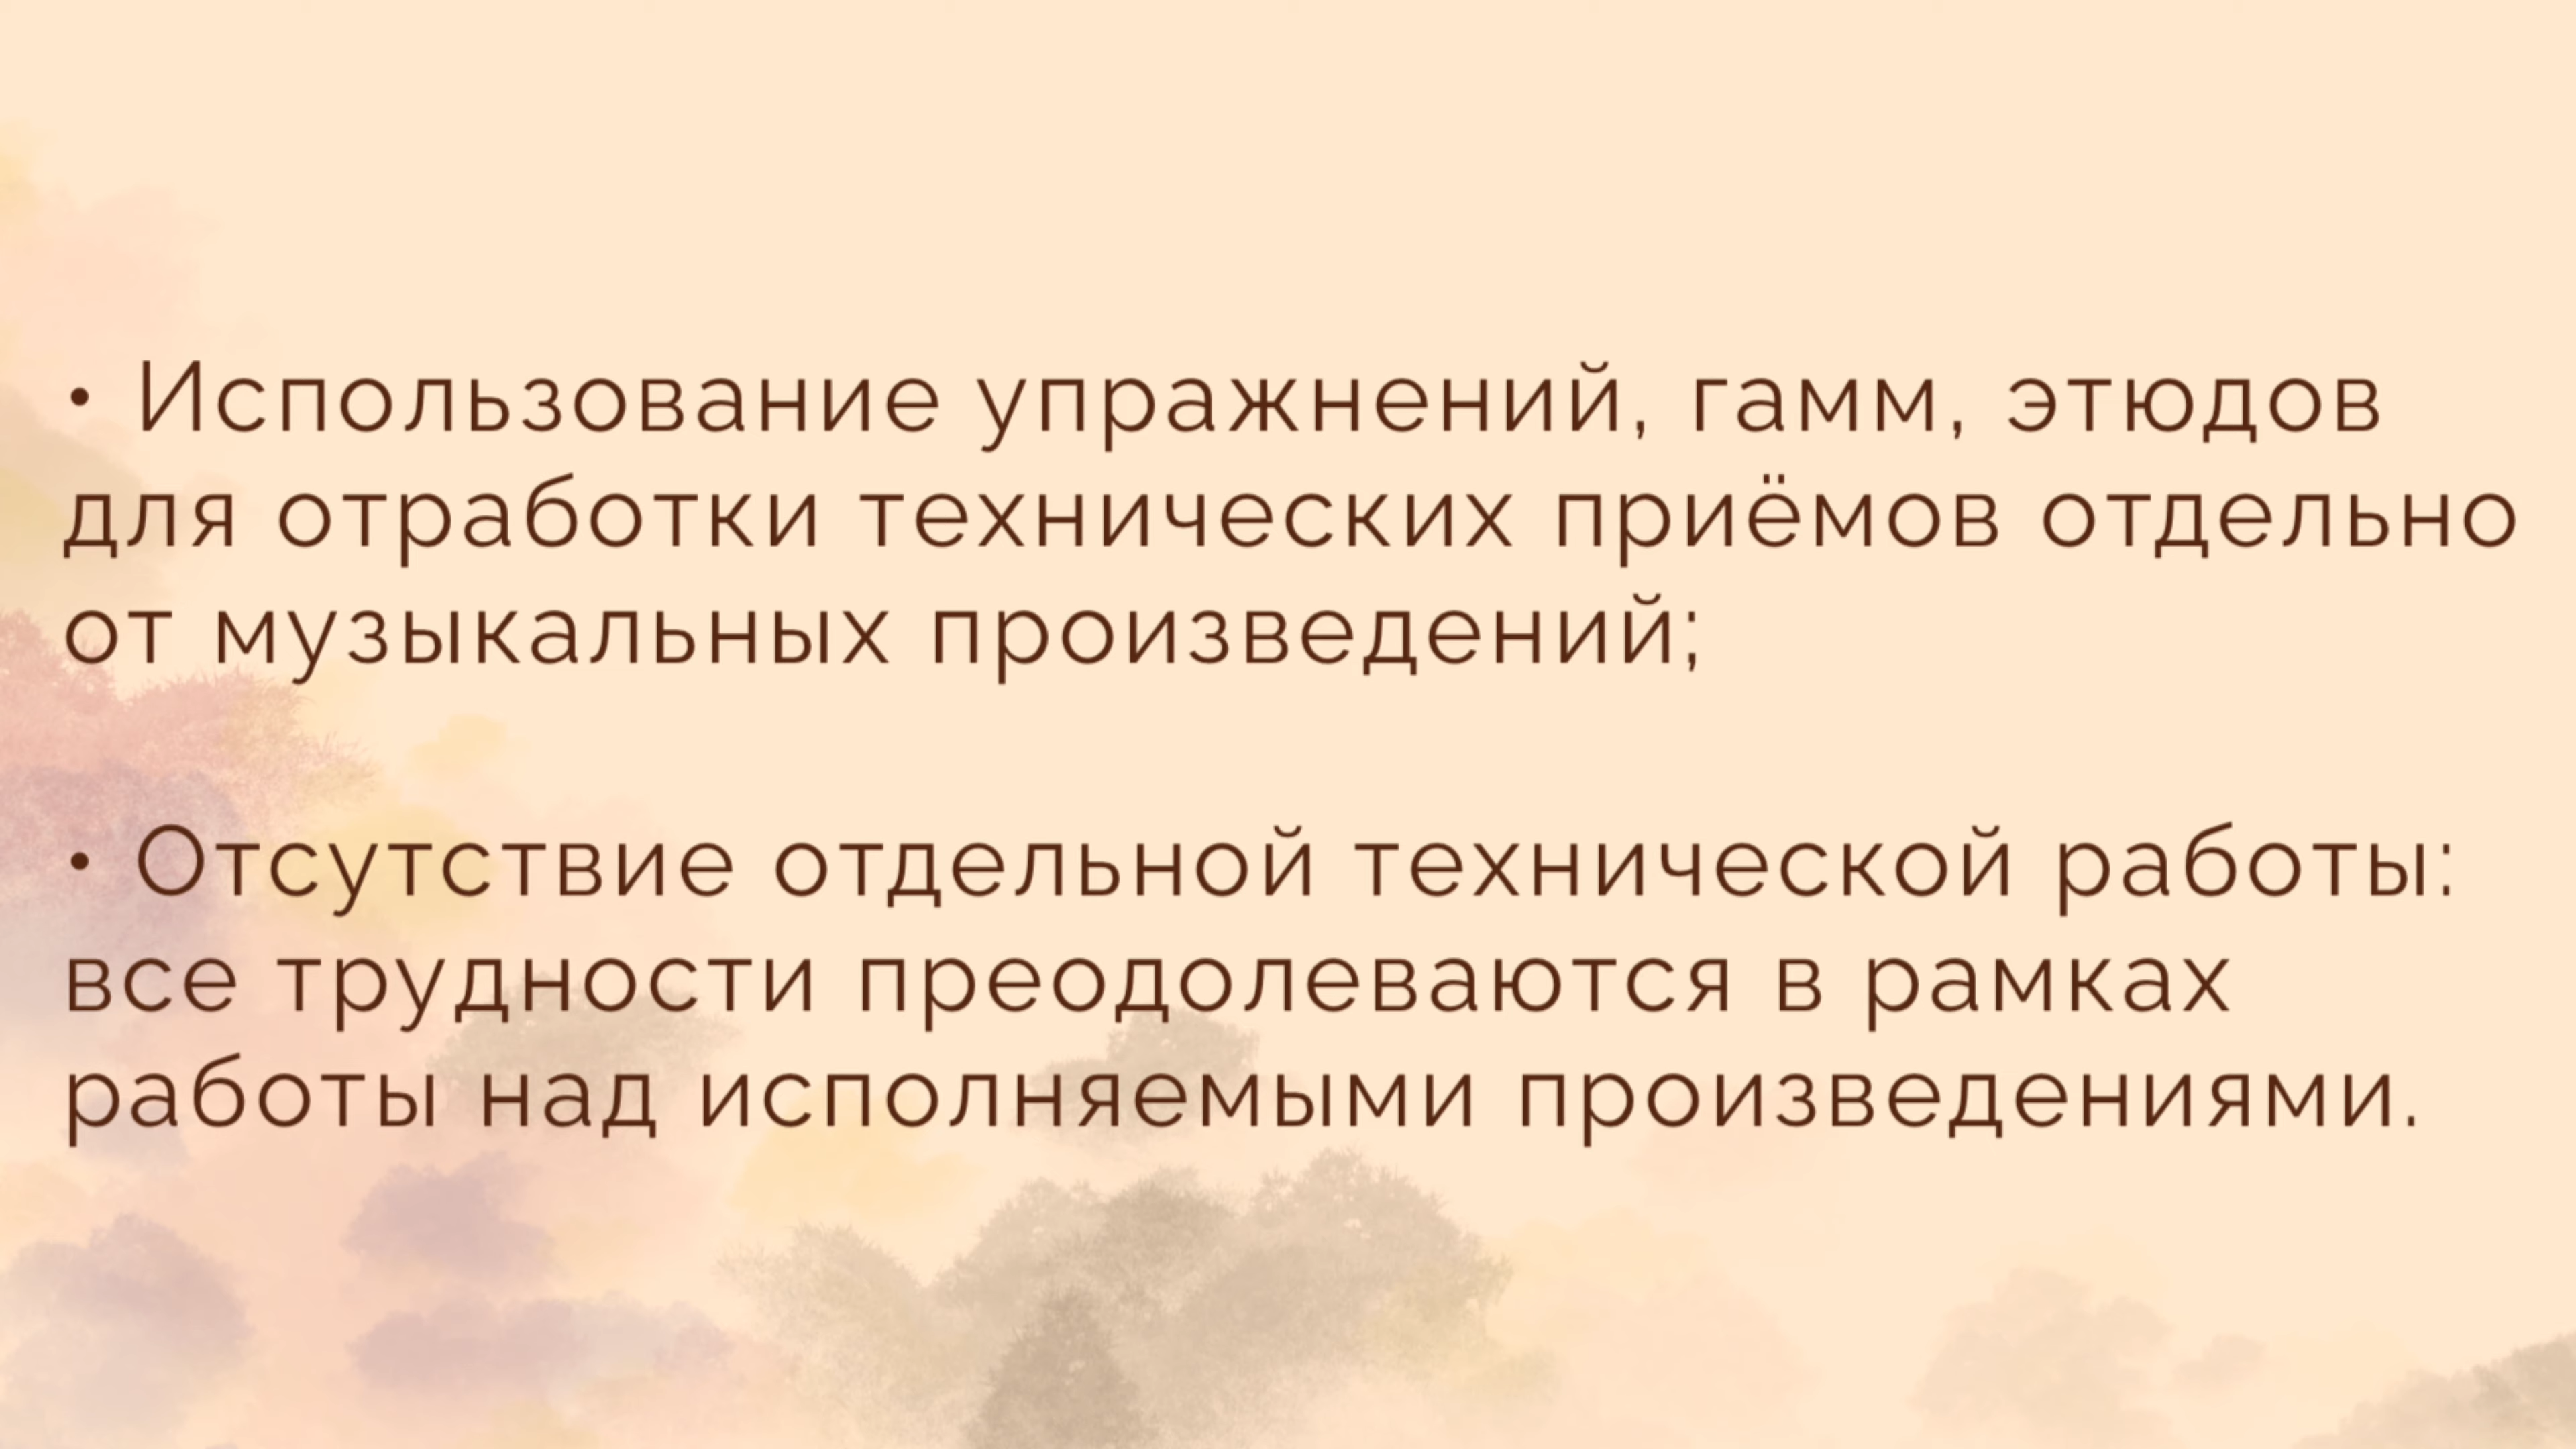 • Использование упражнений, гамм, этюдов
для отработки технических приёмов отдельно
от музыкальных произведений;
• Отсутствие отдельной технической работы:
все трудности преодолеваются в рамках
работы над исполняемыми произведениями.